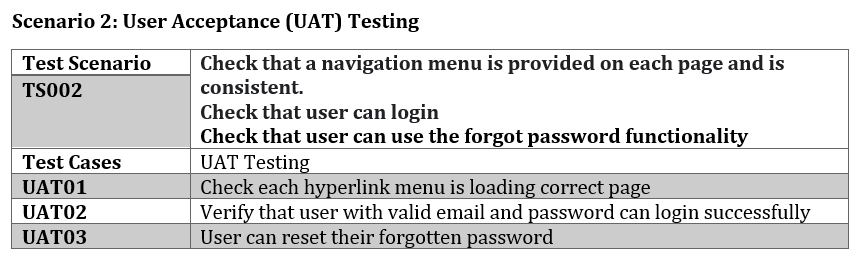 Scenario 2: User Acceptance (UAT) Testing
Test Scenario Check that a navigation menu is provided on each page and is
TS002 consistent.
Check that user can login
Check that user can use the forgot password functionality
Test Cases UAT Testing
UAT01 Check each hyperlink menu is loading correct page
UAT02 Verify that user with valid email and password can login successfully
UAT03 User can reset their forgotten password